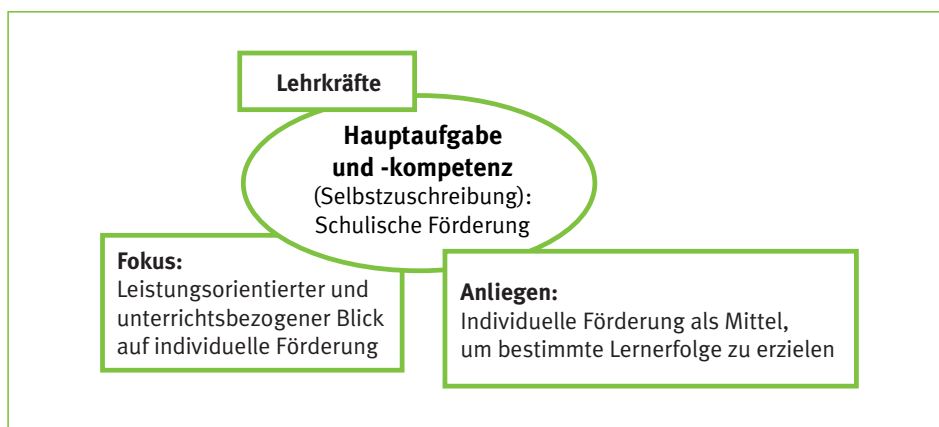 Lehrkräfte
Hauptaufgabe
und -kompetenz
(Selbstzuschreibung):
Schulische Förderung
Fokus:
Leistungsorientierter und
unterrichtsbezogener Blick
auf individuelle Förderung
Anliegen:
Individuelle Förderung als Mittel,
um bestimmte Lernerfolge zu erzielen